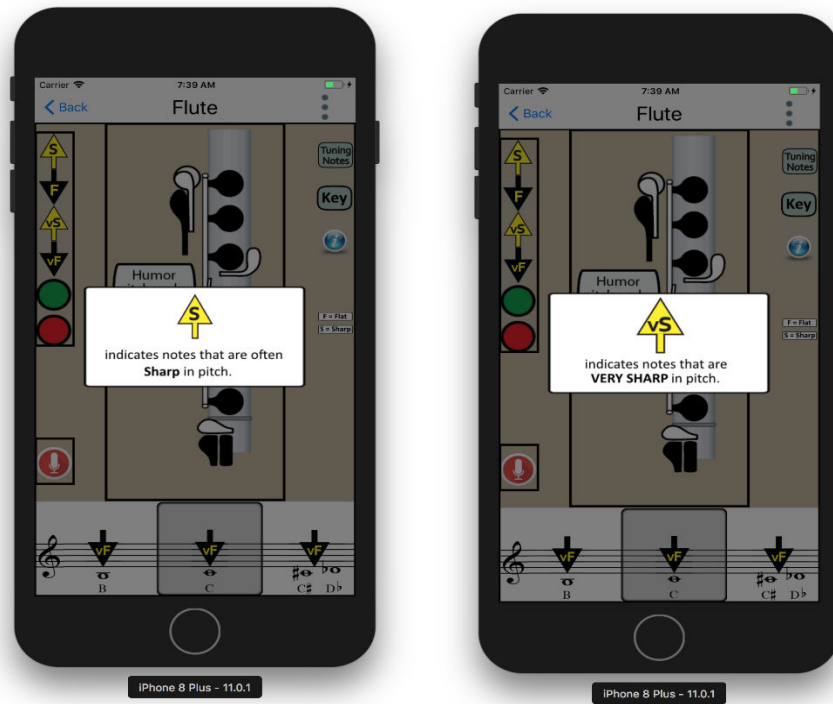 Carrier 7:39 AM
Back Flute
S
F
vS
vF
Tuning
Notes
Key
Humor
S
indicates notes that are often
Sharp in pitch.
F = Flat
S = Sharp
vF vF vF
B C C♯ D♭
iPhone 8 Plus - 11.0.1
Carrier 7:39 AM
Back Flute
S
F
vS
vF
Tuning
Notes
Key
Humor
vS
indicates notes that are
VERY SHARP in pitch.
F = Flat
S = Sharp
vF vF vF
B C C♯ D♭
iPhone 8 Plus - 11.0.1